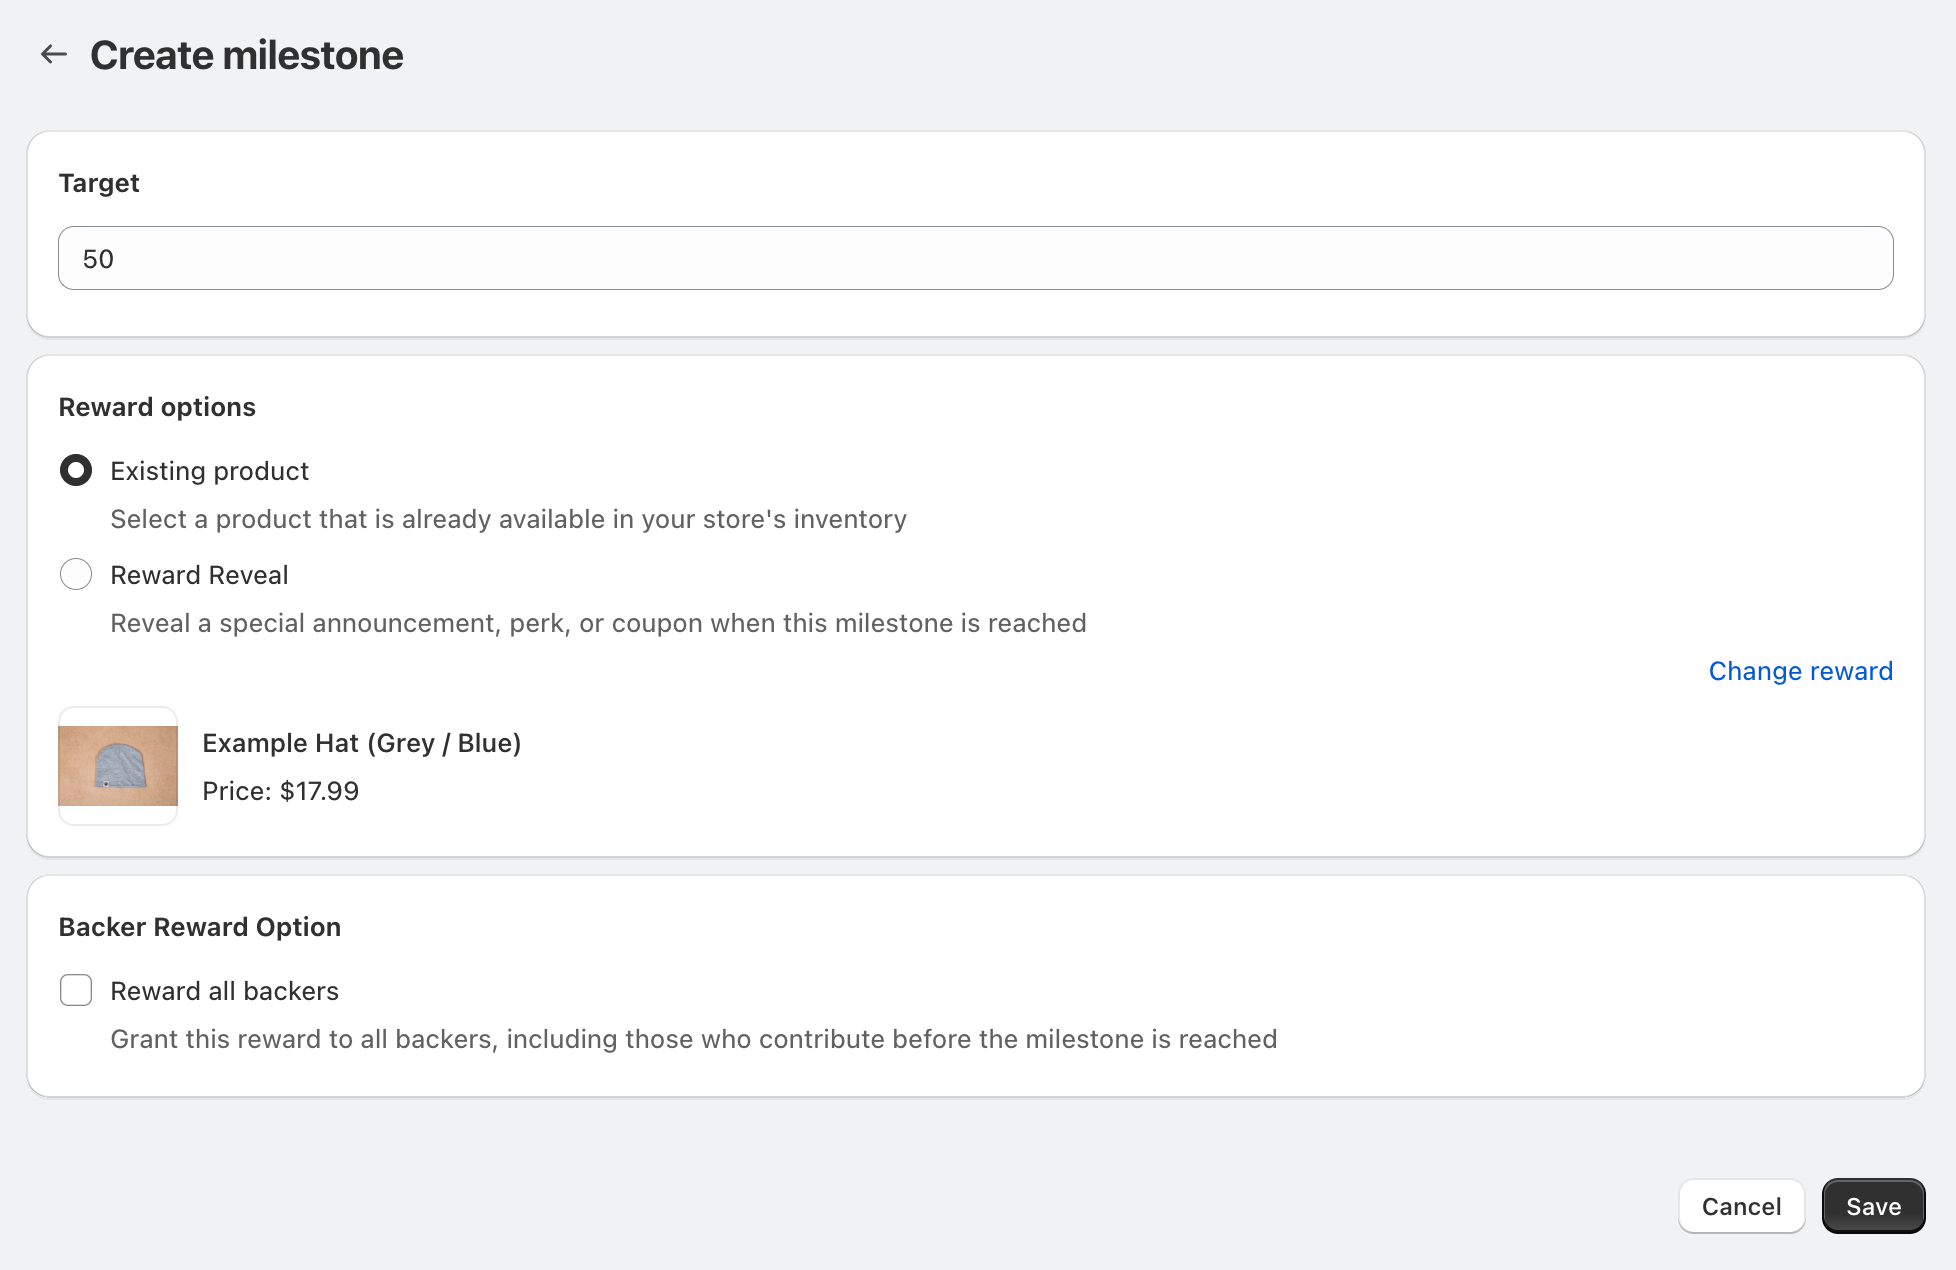 Create milestone
Target
50
Reward options
Existing product
Select a product that is already available in your store's inventory
Reward Reveal
Reveal a special announcement, perk, or coupon when this milestone is reached
Change reward
Example Hat (Grey / Blue)
Price: $17.99
Backer Reward Option
Reward all backers
Grant this reward to all backers, including those who contribute before the milestone is reached
Cancel
Save